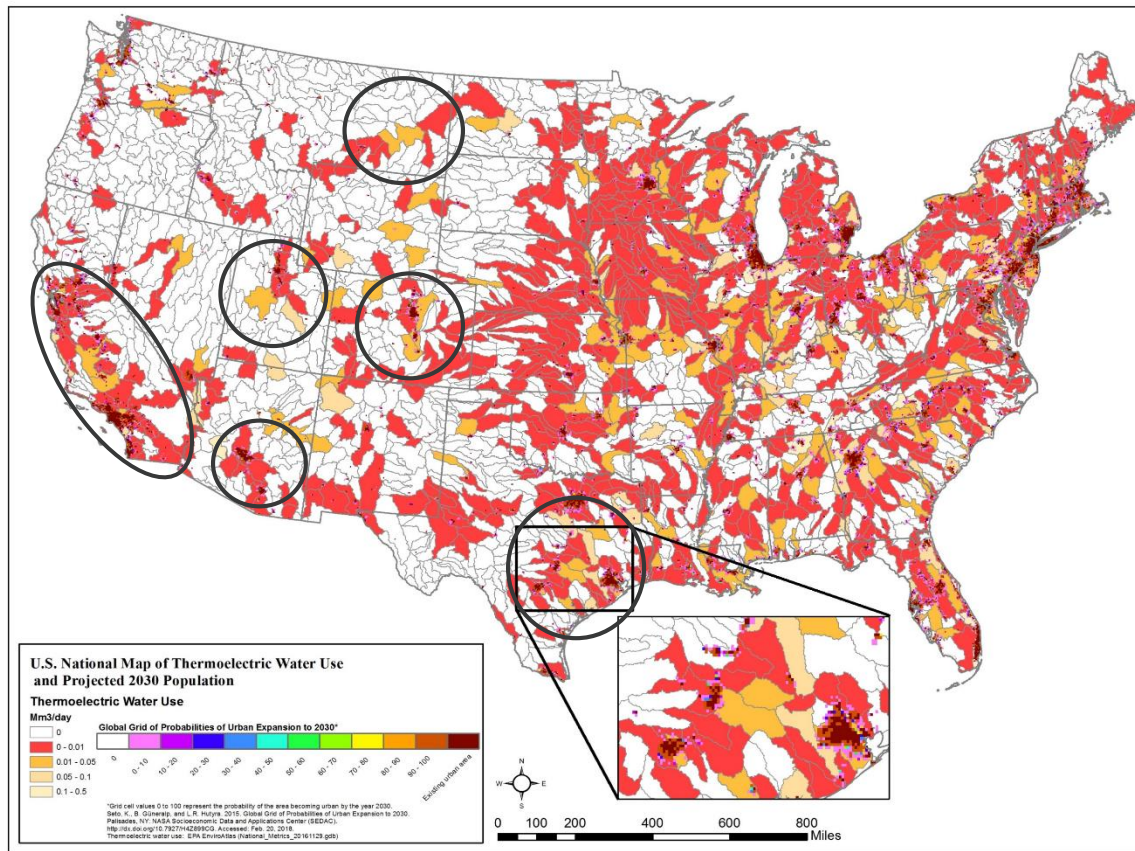 U.S. National Map of Thermoelectric Water Use
and Projected 2030 Population
Thermoelectric Water Use
Mm3/day
0
0 - 0.01
0.01 - 0.05
0.05 - 0.1
0.1 - 0.5
Global Grid of Probabilities of Urban Expansion to 2030*
0
0 - 10
10 - 20
20 - 30
30 - 40
40 - 50
50 - 60
60 - 70
70 - 80
80 - 90
90 - 100
Existing urban area
*Grid cell values 0 to 100 represent the probability of the area becoming urban by the year 2030.
Seto, K., B. Güneralp, and L.R. Hutyra. 2015. Global Grid of Probabilities of Urban Expansion to 2030.
Palisades, NY: NASA Socioeconomic Data and Applications Center (SEDAC).
http://dx.doi.org/10.7927/H4Z899CG. Accessed: Feb. 20, 2018.
Thermoelectric water use: EPA EnviroAtlas (National_Metrics_20161129.gdb)
N
W E
S
0 100 200 400 600 800
Miles